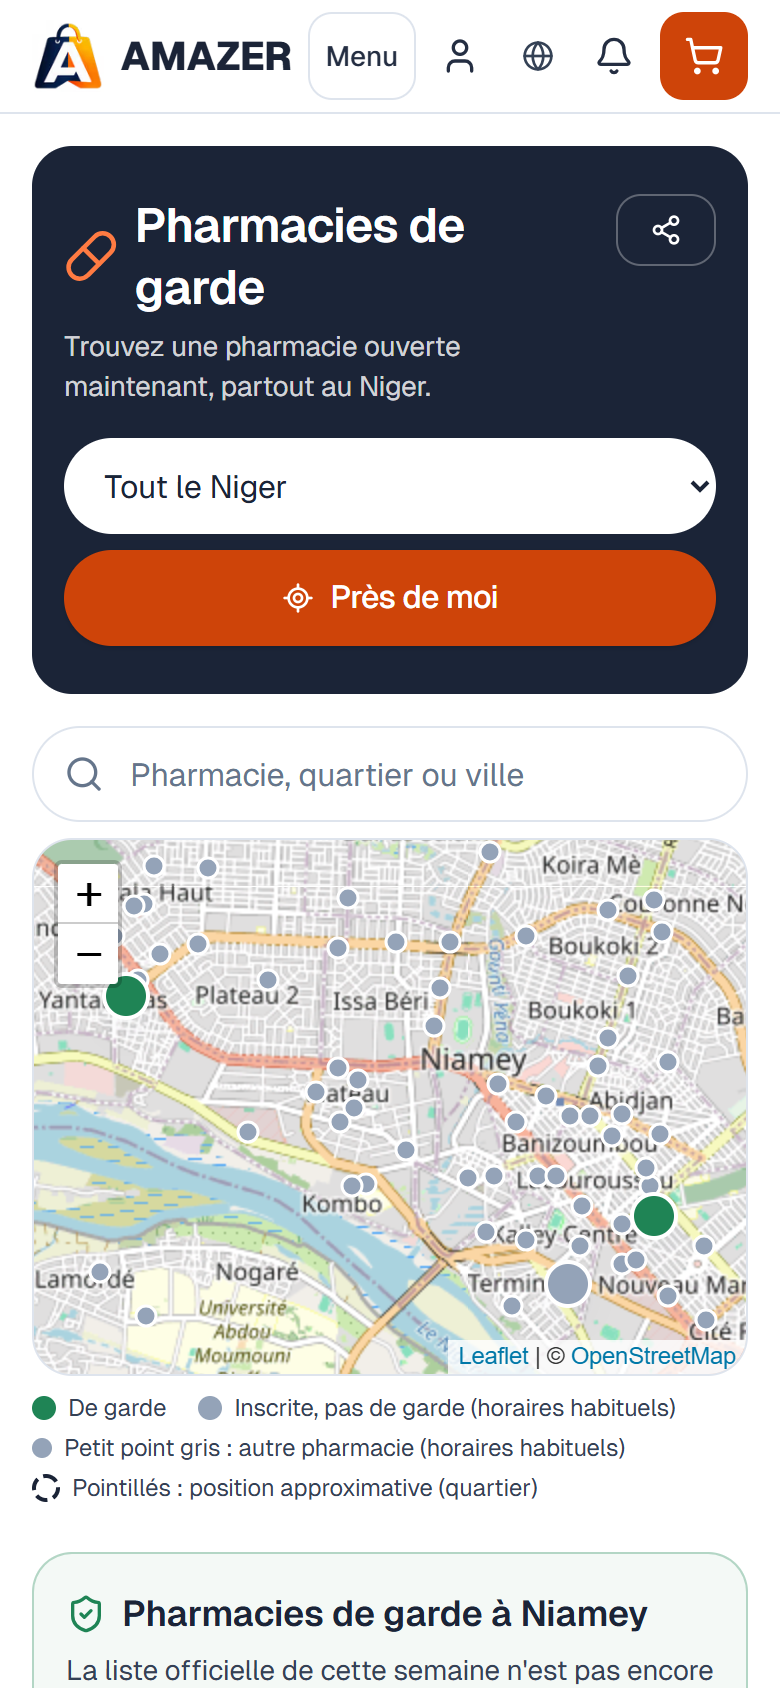 AMAZER
Menu
Pharmacies de
garde
Trouvez une pharmacie ouverte
maintenant, partout au Niger.
Tout le Niger
Près de moi
Pharmacie, quartier ou ville
Koira Mè
Haut
+
−
Boukoki 2
Plateau 2
Issa Béri
Boukoki 1
Gounti Yéna
Niamey
Abidjan
Kombo
Nogaré
Université
Abdou
Moumouni
Leaflet | © OpenStreetMap
De garde
Inscrite, pas de garde (horaires habituels)
Petit point gris : autre pharmacie (horaires habituels)
Pointillés : position approximative (quartier)
Pharmacies de garde à Niamey
La liste officielle de cette semaine n'est pas encore